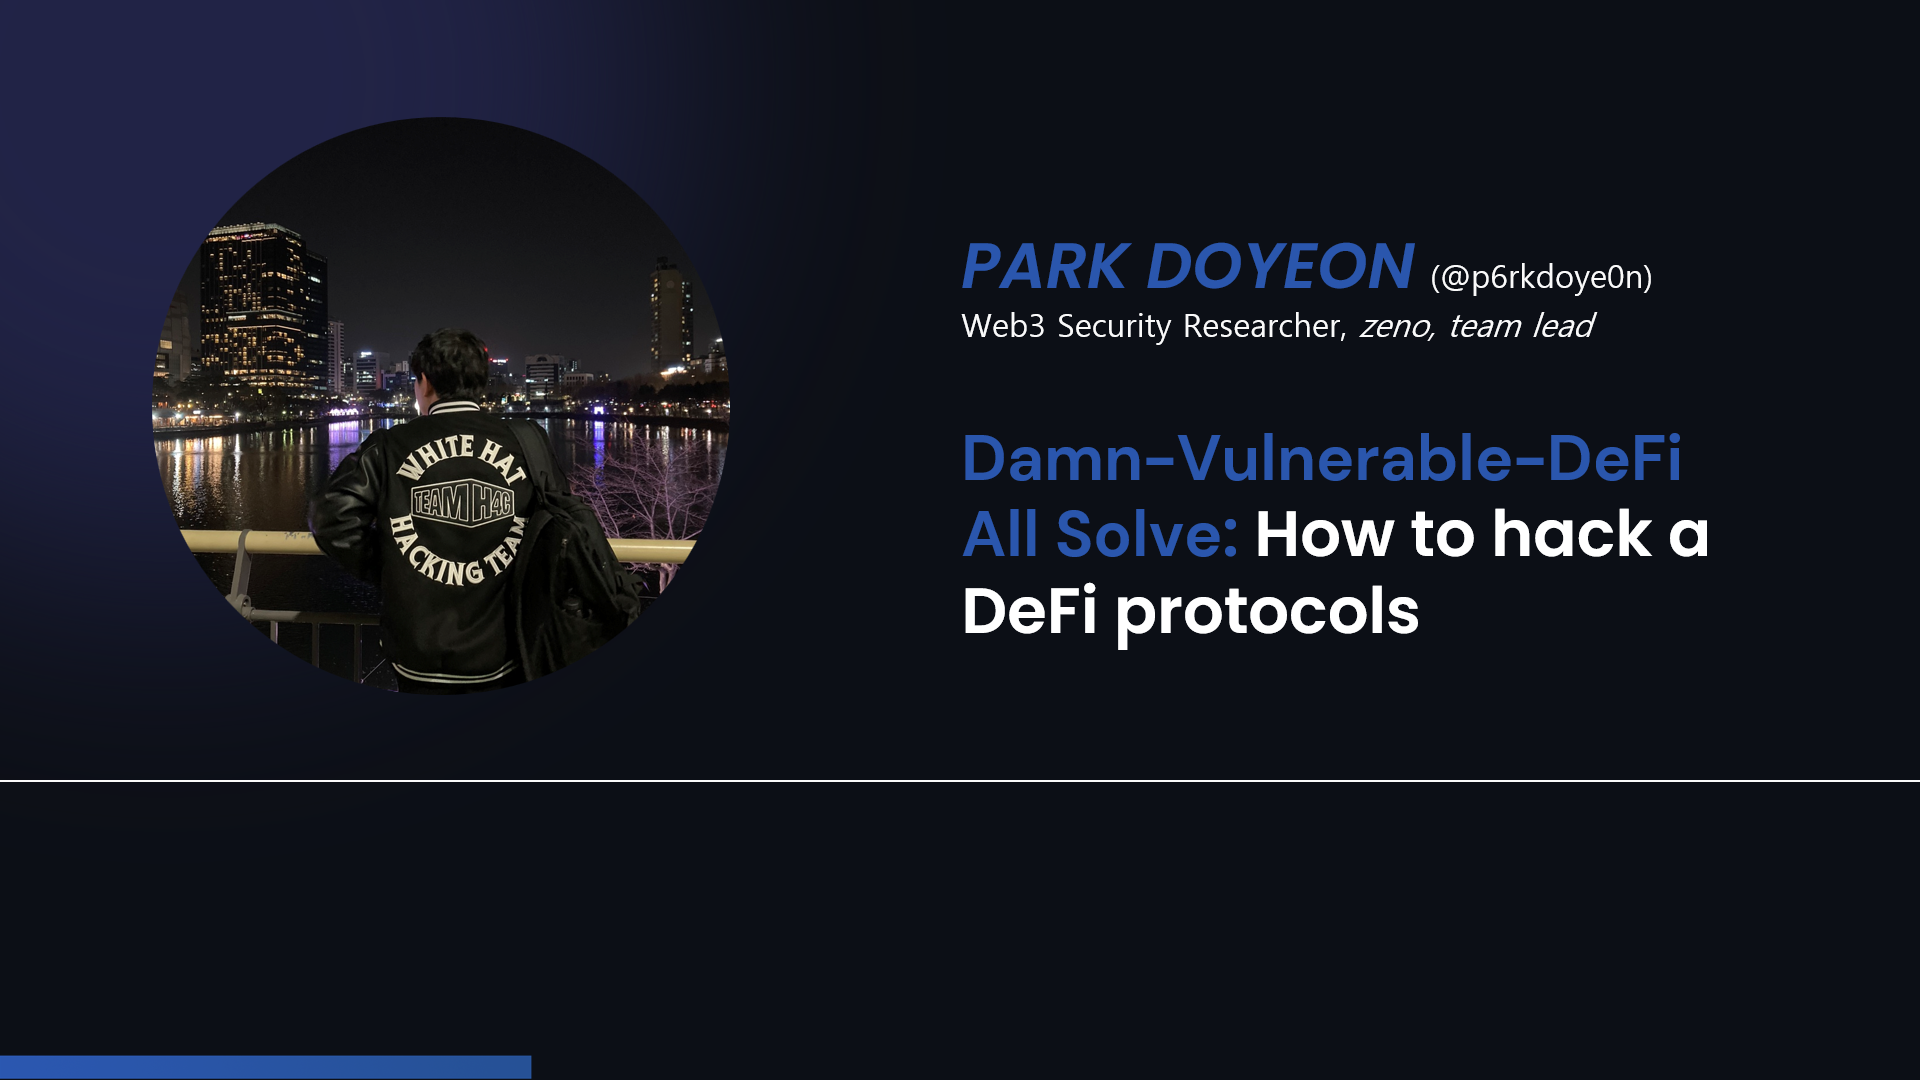 WHITE HAT
TEAM H4C
HACKING TEAM
PARK DOYEON (@p6rkdoye0n)
Web3 Security Researcher, zeno, team lead
Damn-Vulnerable-DeFi
All Solve: How to hack a
DeFi protocols